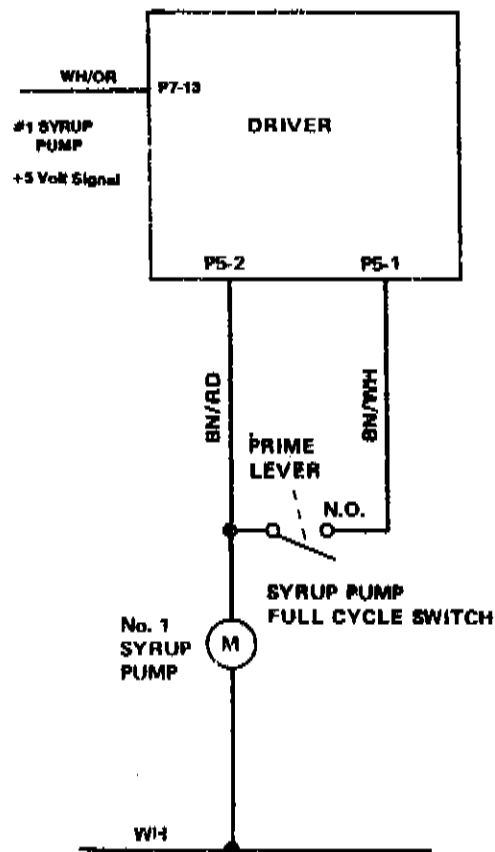 WH/OR
P7-13
#1 SYRUP
PUMP
+5 Volt Signal
DRIVER
P5-2
P5-1
BN/RD
BN/WH
PRIME
LEVER
N.O.
SYRUP PUMP
FULL CYCLE SWITCH
No. 1
SYRUP
PUMP
M
WH